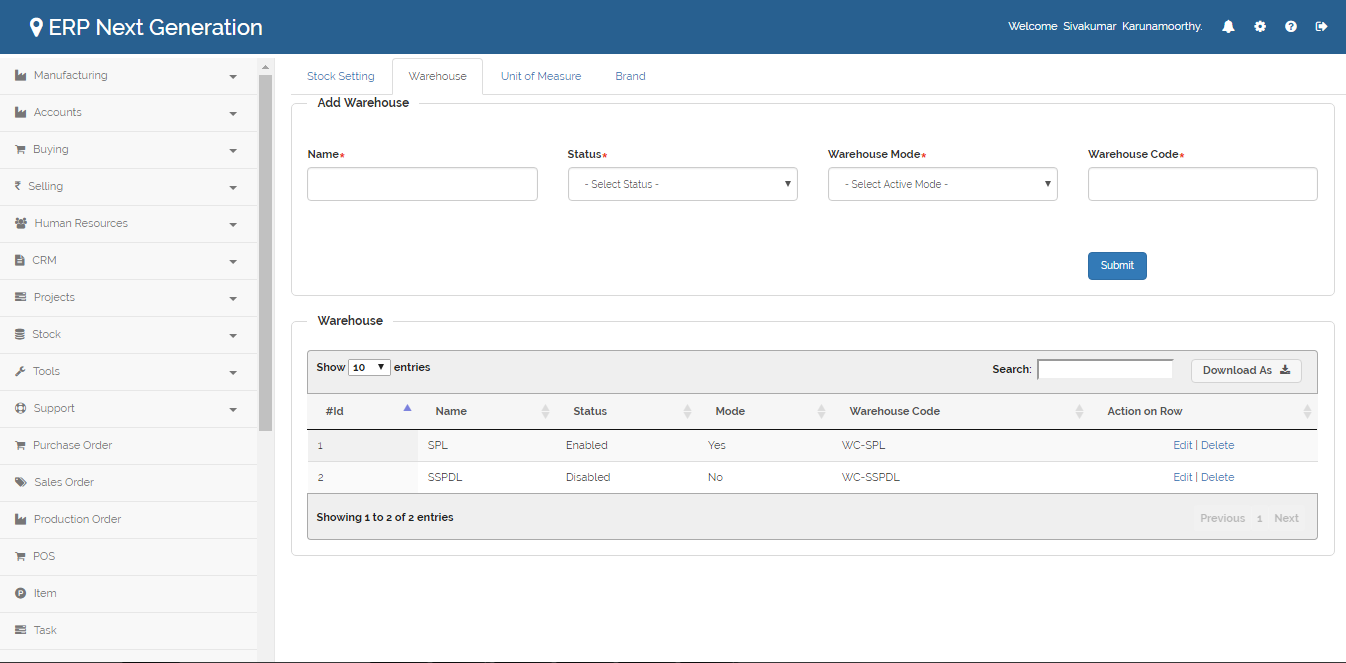 ERP Next Generation
Welcome Sivakumar Karunamoorthy.
Manufacturing
Accounts
Buying
Selling
Human Resources
CRM
Projects
Stock
Tools
Support
Purchase Order
Sales Order
Production Order
POS
Item
Task
Stock Setting Warehouse Unit of Measure Brand
Add Warehouse
Name* Status* Warehouse Mode* Warehouse Code*
- Select Status - - Select Active Mode -
Submit
Warehouse
Show 10 entries Search: Download As
#Id Name Status Mode Warehouse Code Action on Row
1 SPL Enabled Yes WC-SPL Edit | Delete
2 SSPDL Disabled No WC-SSPDL Edit | Delete
Showing 1 to 2 of 2 entries Previous 1 Next